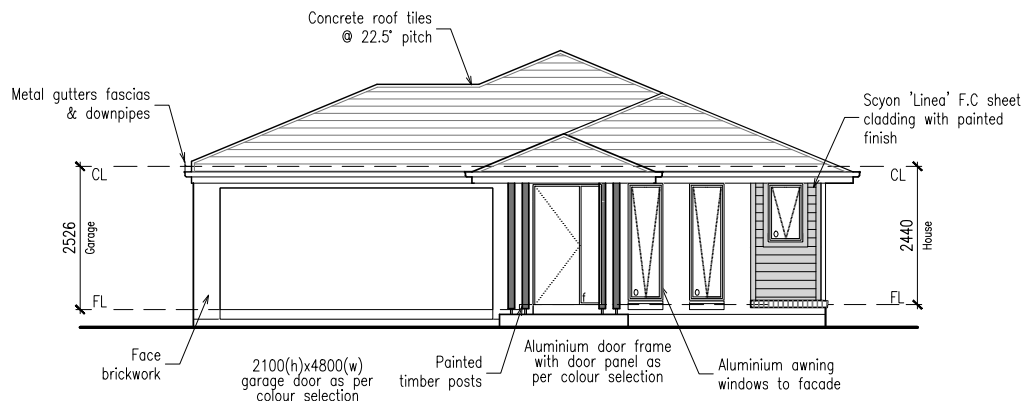 Concrete roof tiles
@ 22.5° pitch
Metal gutters fascias
& downpipes
Scyon 'Linea' F.C sheet
cladding with painted
finish
CL
CL
2526
Garage
2440
House
FL
FL
f
Face
brickwork
2100(h)x4800(w)
garage door as per
colour selection
Painted
timber posts
Aluminium door frame
with door panel as
per colour selection
Aluminium awning
windows to facade